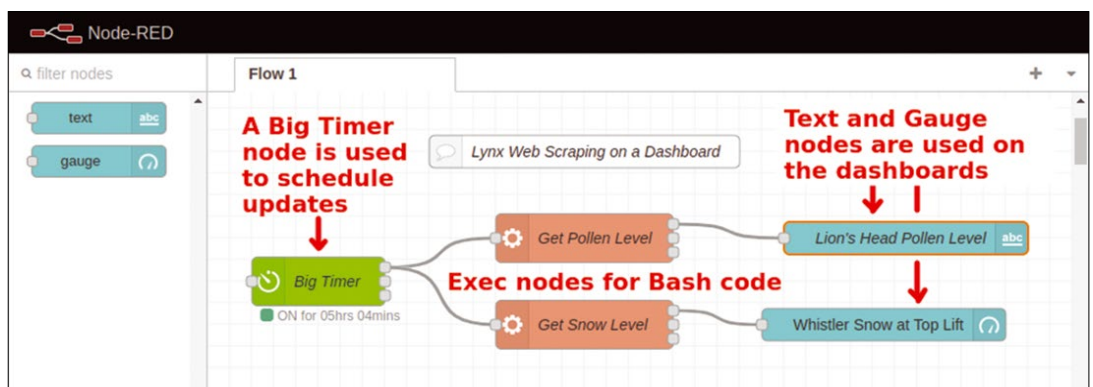 Node-RED
filter nodes
Flow 1
text
abc
gauge
A Big Timer
node is used
to schedule
updates
Lynx Web Scraping on a Dashboard
Text and Gauge
nodes are used on
the dashboards
Get Pollen Level
Lion's Head Pollen Level
abc
Big Timer
ON for 05hrs 04mins
Exec nodes for Bash code
Get Snow Level
Whistler Snow at Top Lift